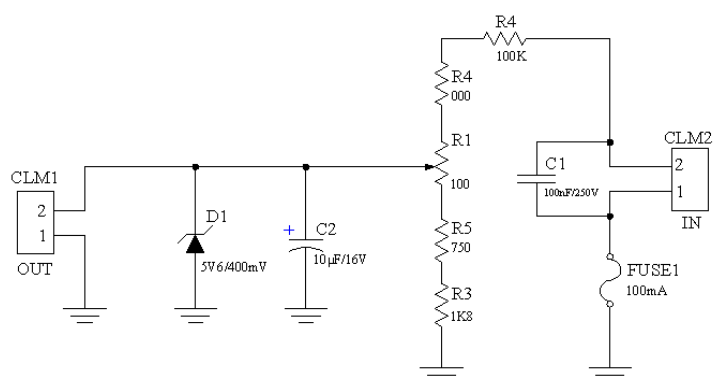 R4
100K
R4
000
R1
100
R5
750
R3
1K8
CLM1
2
1
OUT
D1
5V6/400mV
+
C2
10µF/16V
C1
100nF/250V
CLM2
2
1
IN
FUSE1
100mA